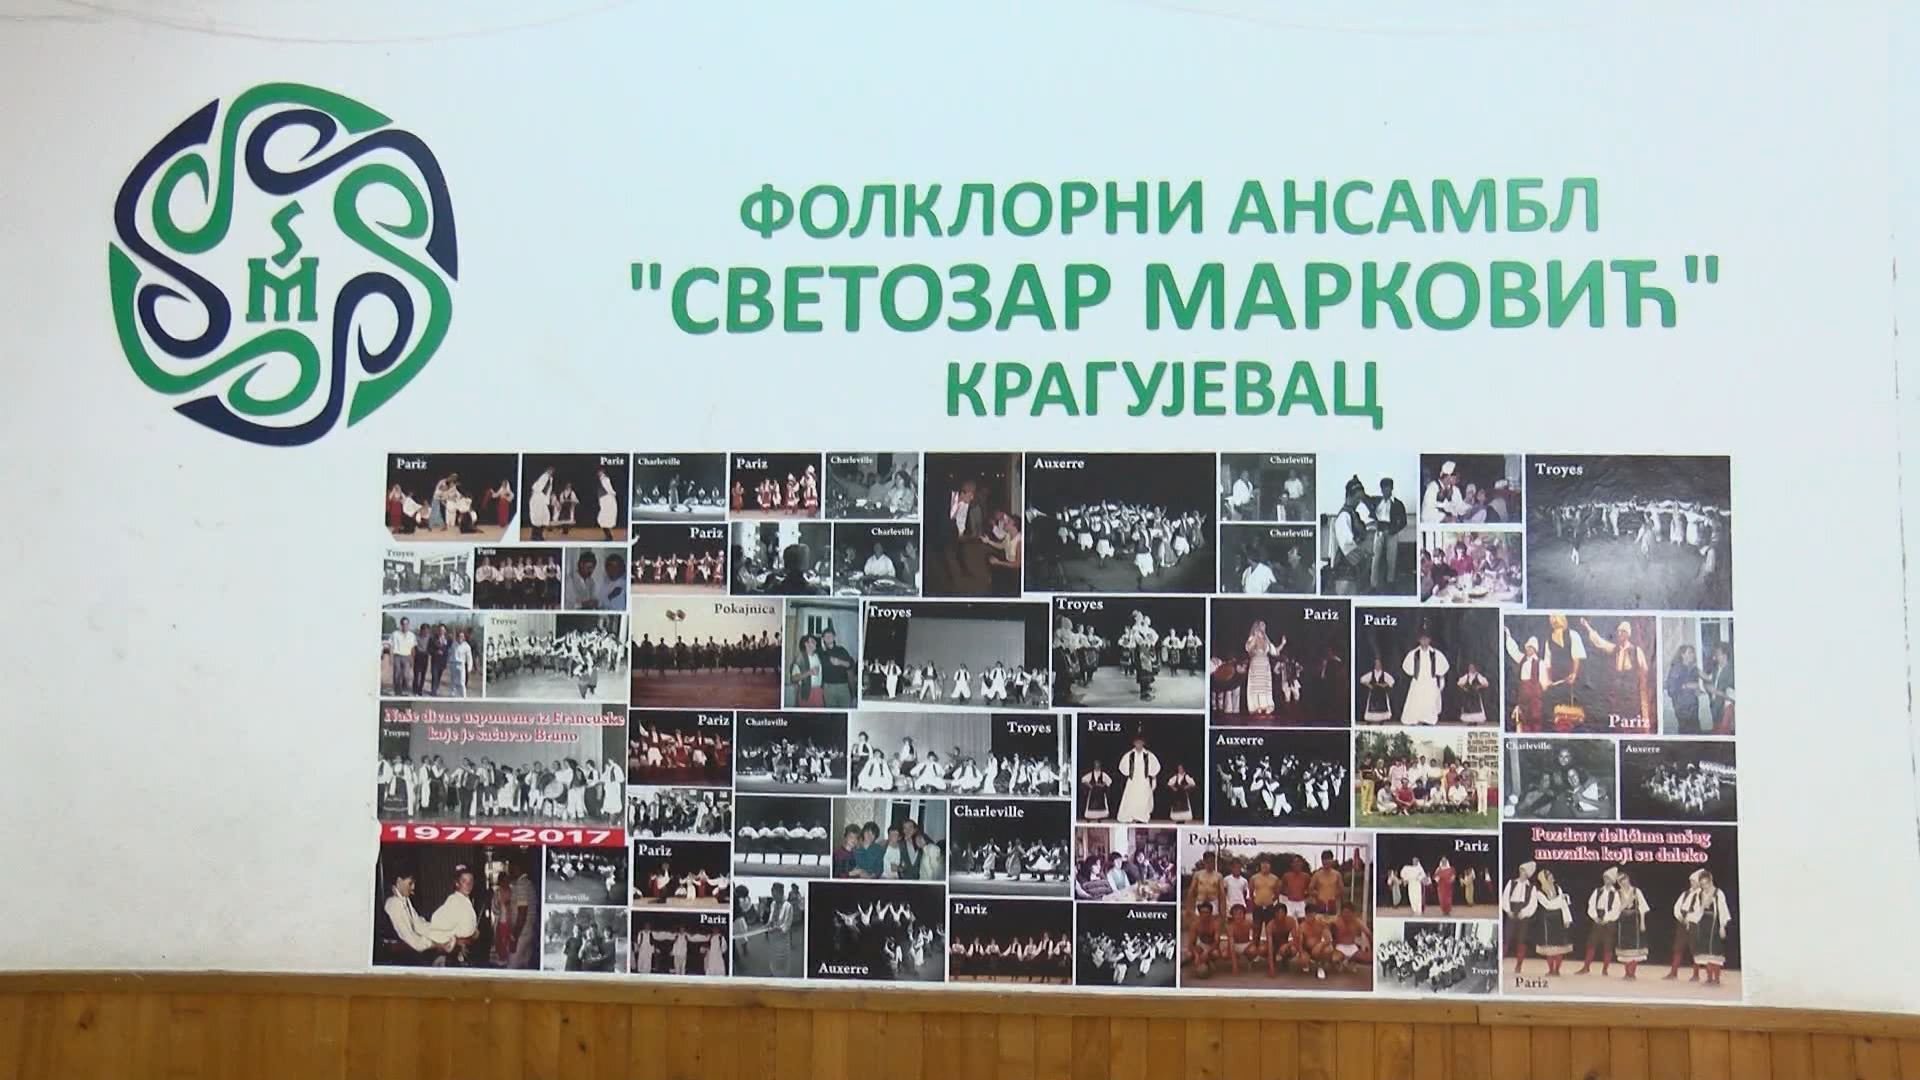 ФОЛКЛОРНИ АНСАМБЛ
"СВЕТОЗАР МАРКОВИЋ"
КРАГУЈЕВАЦ
SM
Pariz
Pariz
Charleville
Pariz
Charleville
Auxerre
Charleville
Troyes
Pariz
Charleville
Charleville
Troyes
Pariz
Troyes
Pokajnica
Troyes
Troyes
Pariz
Pariz
Pariz
Naše divne uspomene iz Francuske
koje je sačuvao Bruno
Troyes
1977-2017
Pariz
Charleville
Troyes
Pariz
Auxerre
Charleville
Auxerre
Charleville
Pokajnica
Pariz
Pozdrav delićima našeg
mozaika koji su daleko
Pariz
Charleville
Pariz
Auxerre
Pariz
Auxerre
Troyes
Pariz